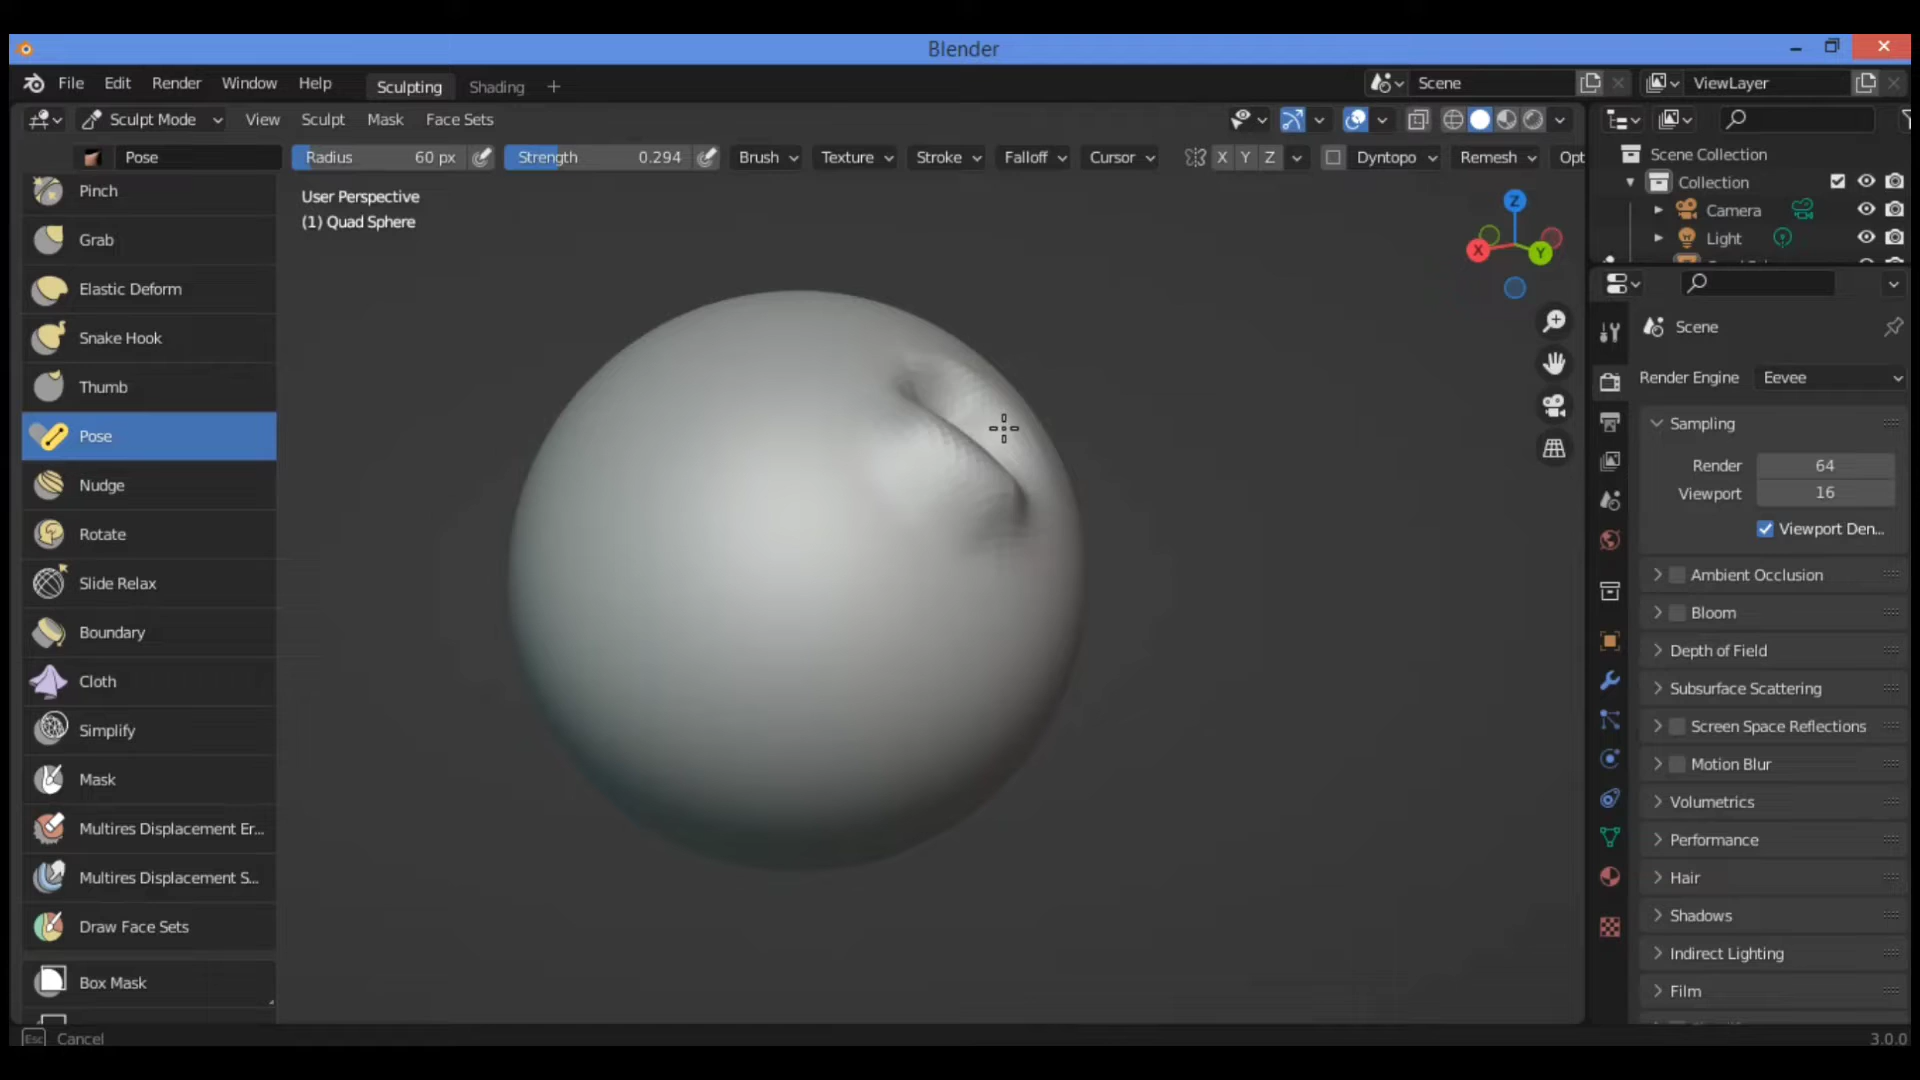 Blender
File Edit Render Window Help Sculpting Shading + Scene ViewLayer
Sculpt Mode View Sculpt Mask Face Sets
Pose Radius 60 px Strength 0.294 Brush Texture Stroke Falloff Cursor X Y Z Dyntopo Remesh Opt
Scene Collection
Collection
Camera
Light
User Perspective
(1) Quad Sphere
Z
X
Y
Pinch
Grab
Elastic Deform
Snake Hook
Thumb
Pose
Nudge
Rotate
Slide Relax
Boundary
Cloth
Simplify
Mask
Multires Displacement Er...
Multires Displacement S...
Draw Face Sets
Box Mask
Scene
Render Engine Eevee
Sampling
Render 64
Viewport 16
Viewport Den...
Ambient Occlusion
Bloom
Depth of Field
Subsurface Scattering
Screen Space Reflections
Motion Blur
Volumetrics
Performance
Hair
Shadows
Indirect Lighting
Film
Esc Cancel
3.0.0